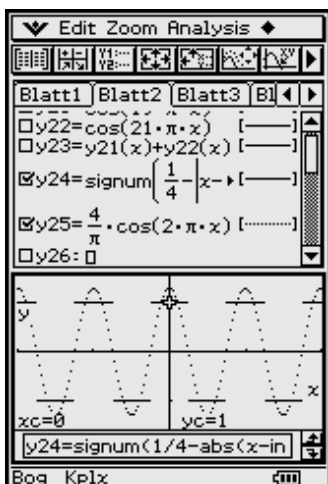 Edit Zoom Analysis
Blatt1 Blatt2 Blatt3 Bl
y22=cos(21·π·x) [——]
y23=y21(x)+y22(x) [——]
y24=signum(1/4-|x- [——]
y25=4/π·cos(2·π·x) [········]
y26:
y
x
xc=0 yc=1
y24=signum(1/4-abs(x-in
Bog Kplx